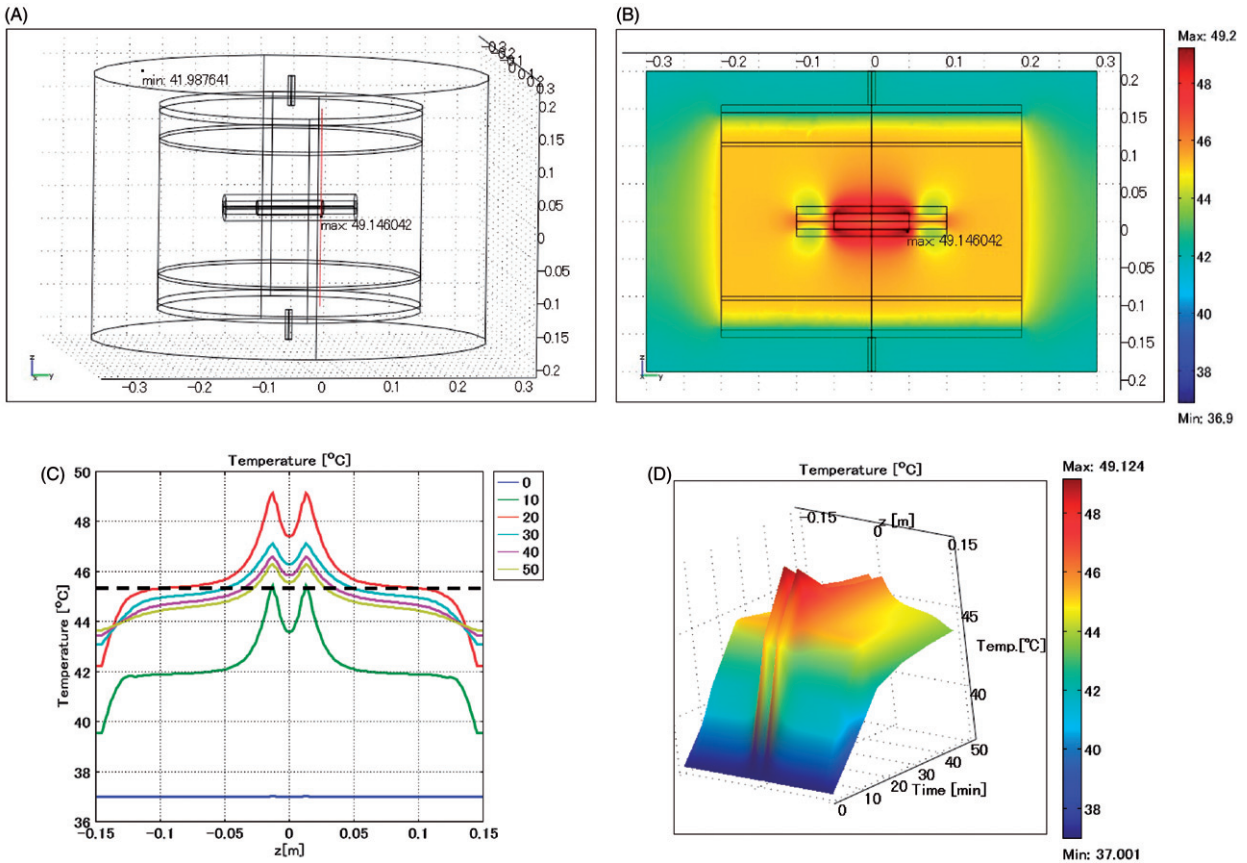 (A)
min: 41.987641
max: 49.146042
-0.3 -0.2 -0.1 0 0.1 0.2 0.3
0.2
0.15
0.1
0.05
0
-0.05
-0.1
-0.15
-0.2
z
x y
(B)
-0.3 -0.2 -0.1 0 0.1 0.2 0.3
0.2
0.15
0.1
0.05
0
-0.05
-0.1
-0.15
-0.2
max: 49.146042
z
x y
Max: 49.2
48
46
44
42
40
38
Min: 36.9
(C)
Temperature [°C]
Temperature [°C]
50
48
46
44
42
40
38
36
-0.15 -0.1 -0.05 0 0.05 0.1 0.15
z[m]
0
10
20
30
40
50
(D)
Temperature [°C]
-0.15
z [m]
0
0.15
45
Temp.[°C]
40
50
40
30
20
10
0
Time [min]
Max: 49.124
48
46
44
42
40
38
Min: 37.001